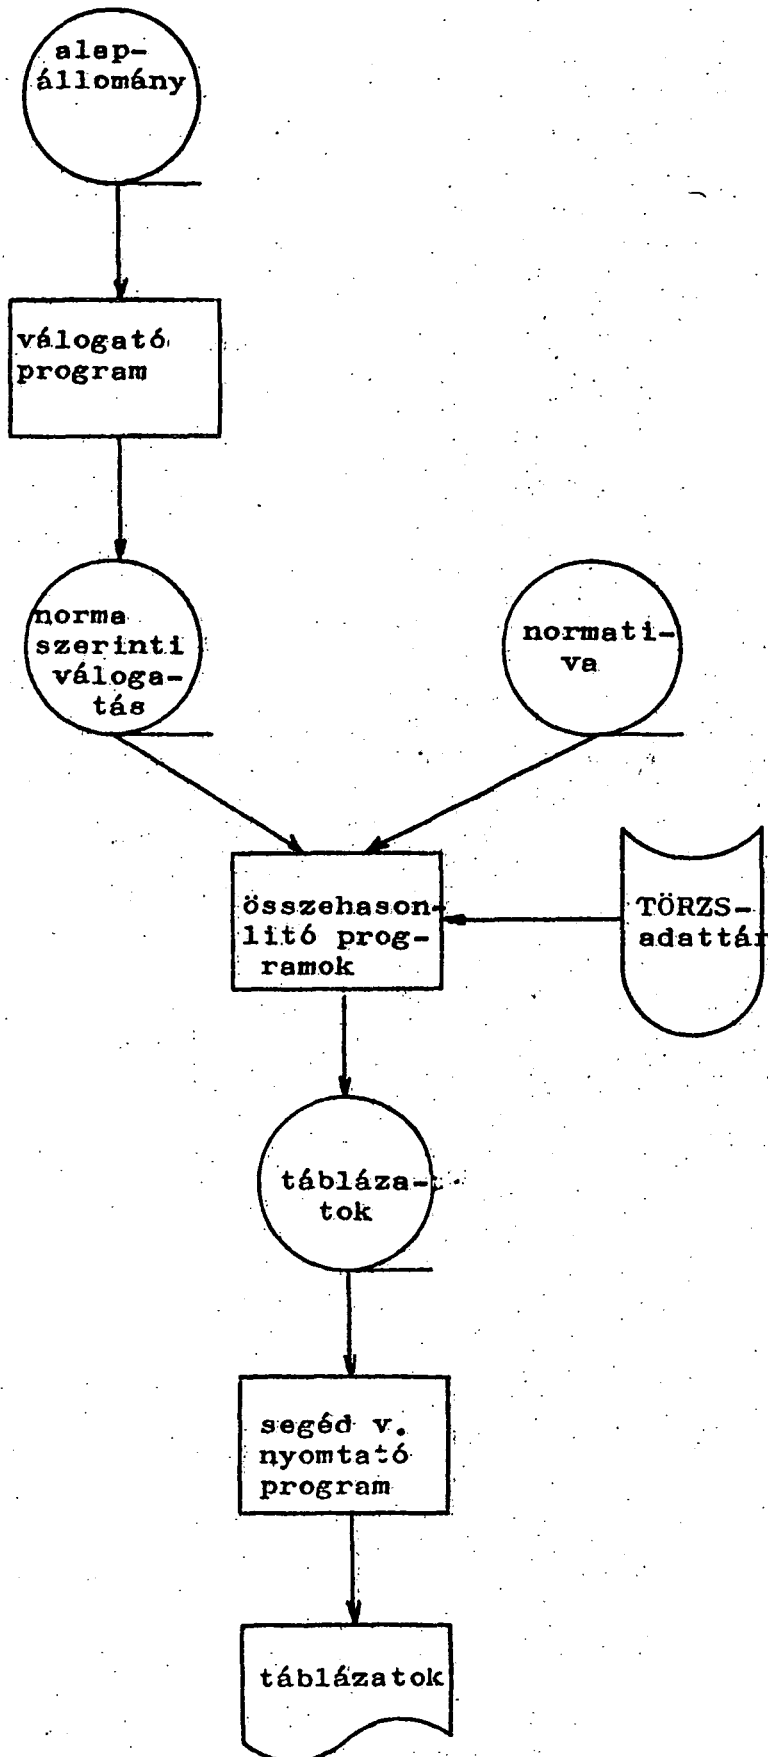 alap-
állomány
válogató
program
norma
szerinti
váloga-
tás
normati-
va
összehason-
litó prog-
ramok
TÖRZS-
adattár
tábláza-
tok
segéd v.
nyomtató
program
táblázatok